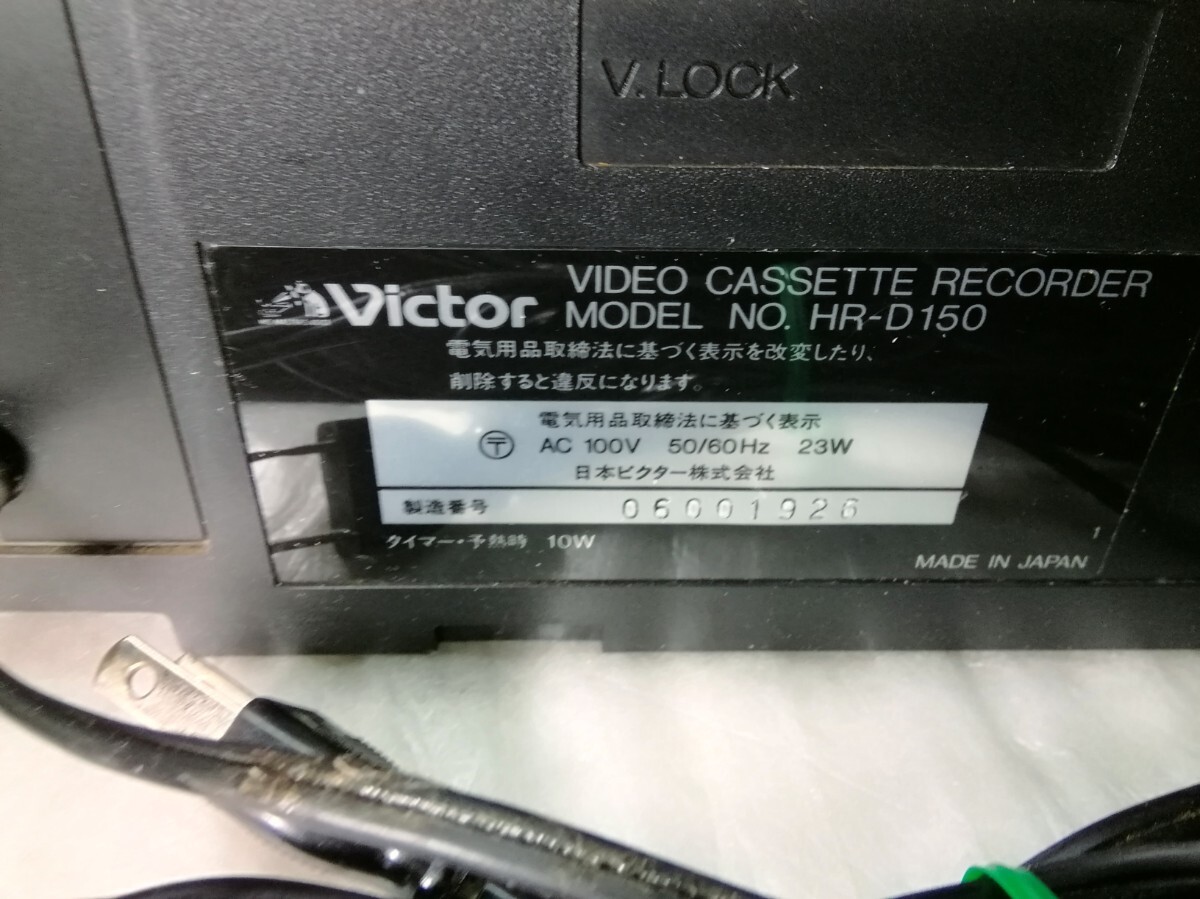 V. LOCK
Victor
VIDEO CASSETTE RECORDER
MODEL NO. HR-D150
電気用品取締法に基づく表示を改変したり、
削除すると違反になります。
電気用品取締法に基づく表示
〒 AC 100V 50/60Hz 23W
日本ビクター株式会社
製造番号 06001926
タイマー・予熱時 10W
1
MADE IN JAPAN